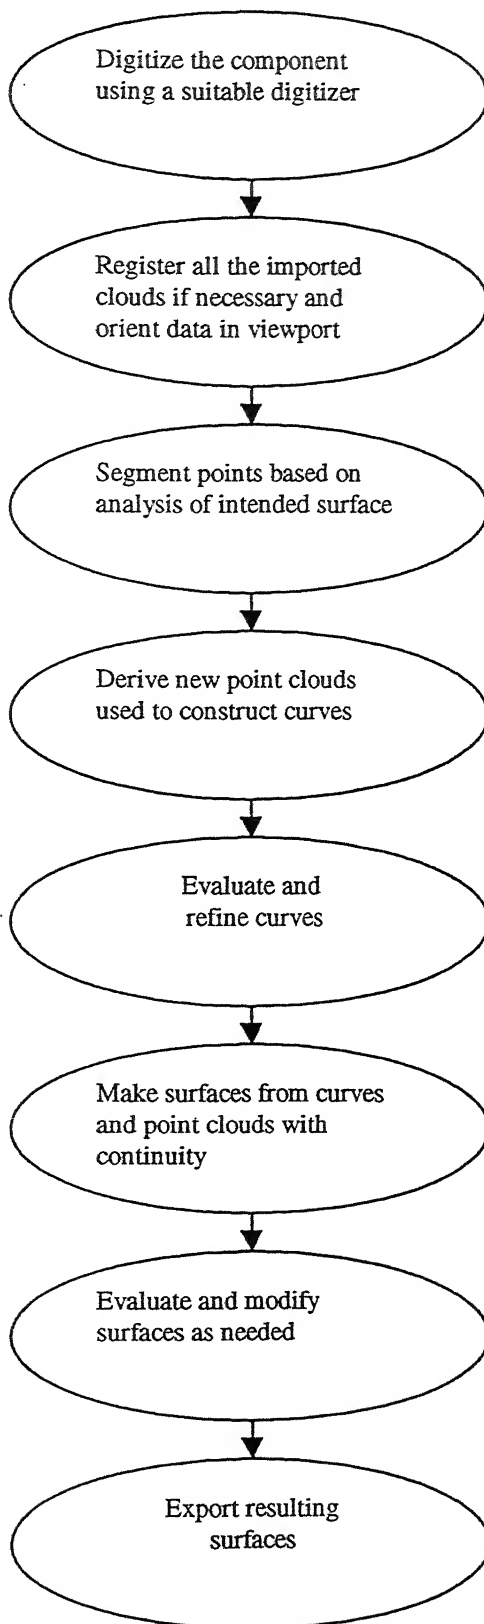 Digitize the component
using a suitable digitizer
Register all the imported
clouds if necessary and
orient data in viewport
Segment points based on
analysis of intended surface
Derive new point clouds
used to construct curves
Evaluate and
refine curves
Make surfaces from curves
and point clouds with
continuity
Evaluate and modify
surfaces as needed
Export resulting
surfaces